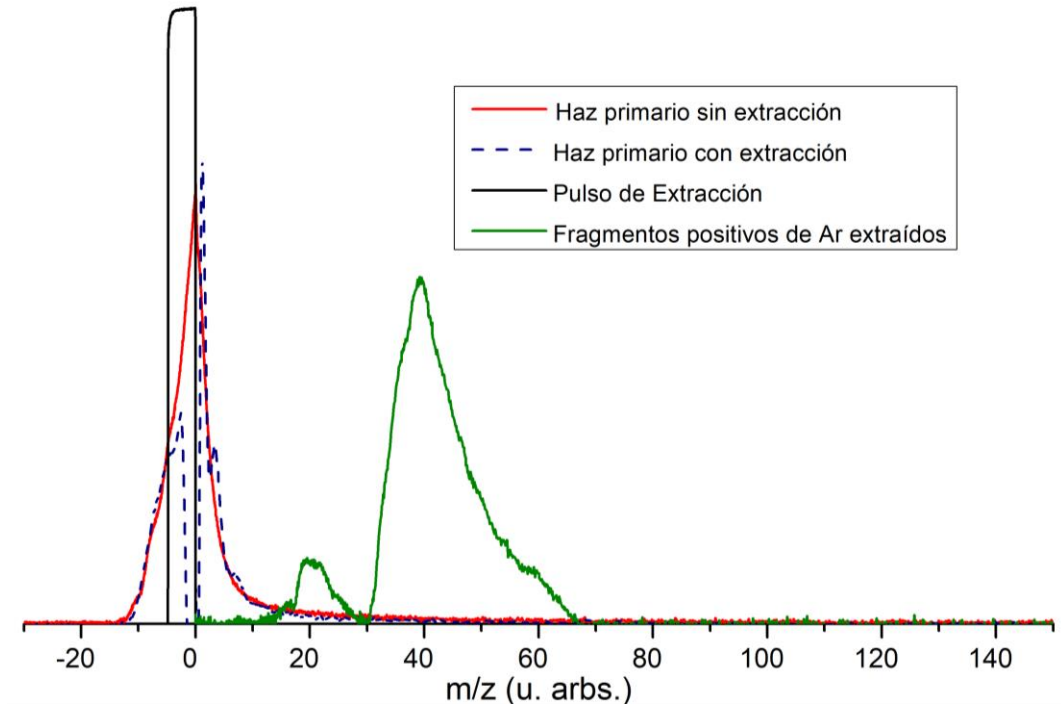 Haz primario sin extracción
Haz primario con extracción
Pulso de Extracción
Fragmentos positivos de Ar extraídos
-20 0 20 40 60 80 100 120 140
m/z (u. arbs.)